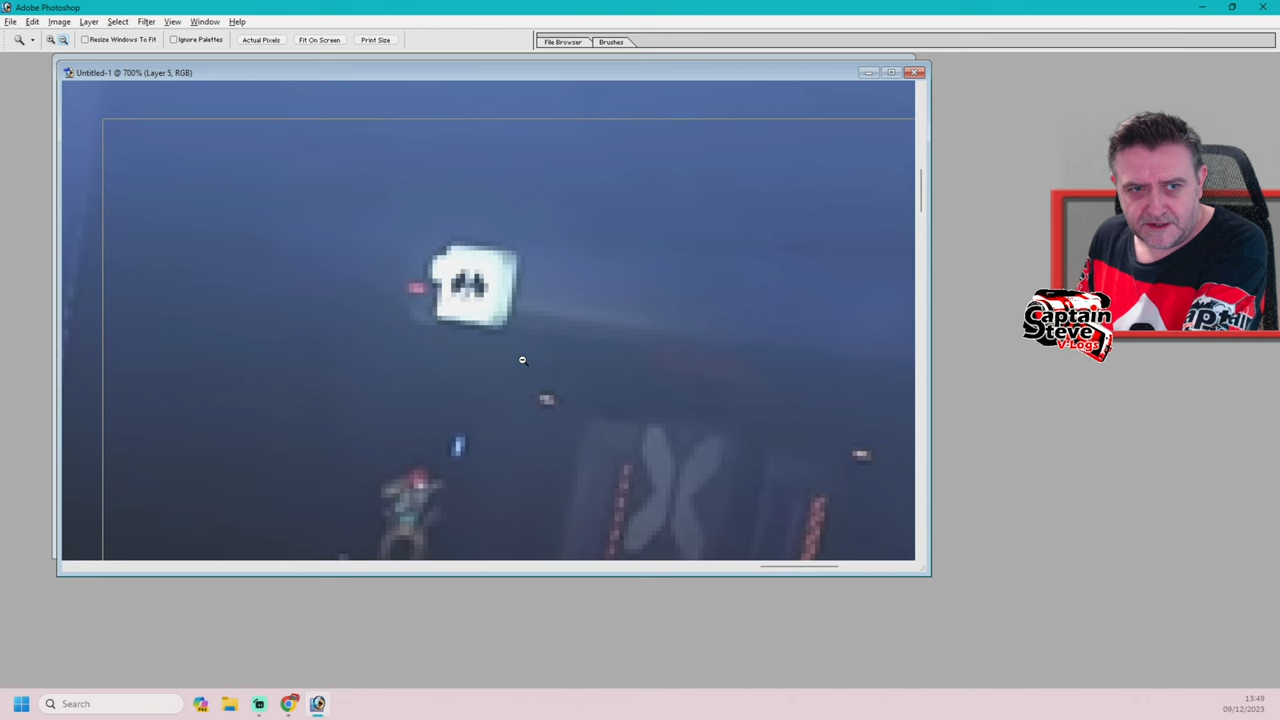 Adobe Photoshop
File Edit Image Layer Select Filter View Window Help
Resize Windows To Fit Ignore Palettes Actual Pixels Fit On Screen Print Size File Browser Brushes
Untitled-1 @ 700% (Layer 5, RGB)
X
Captain
Steve
V-Logs
Captain
Search
13:49
09/12/2023